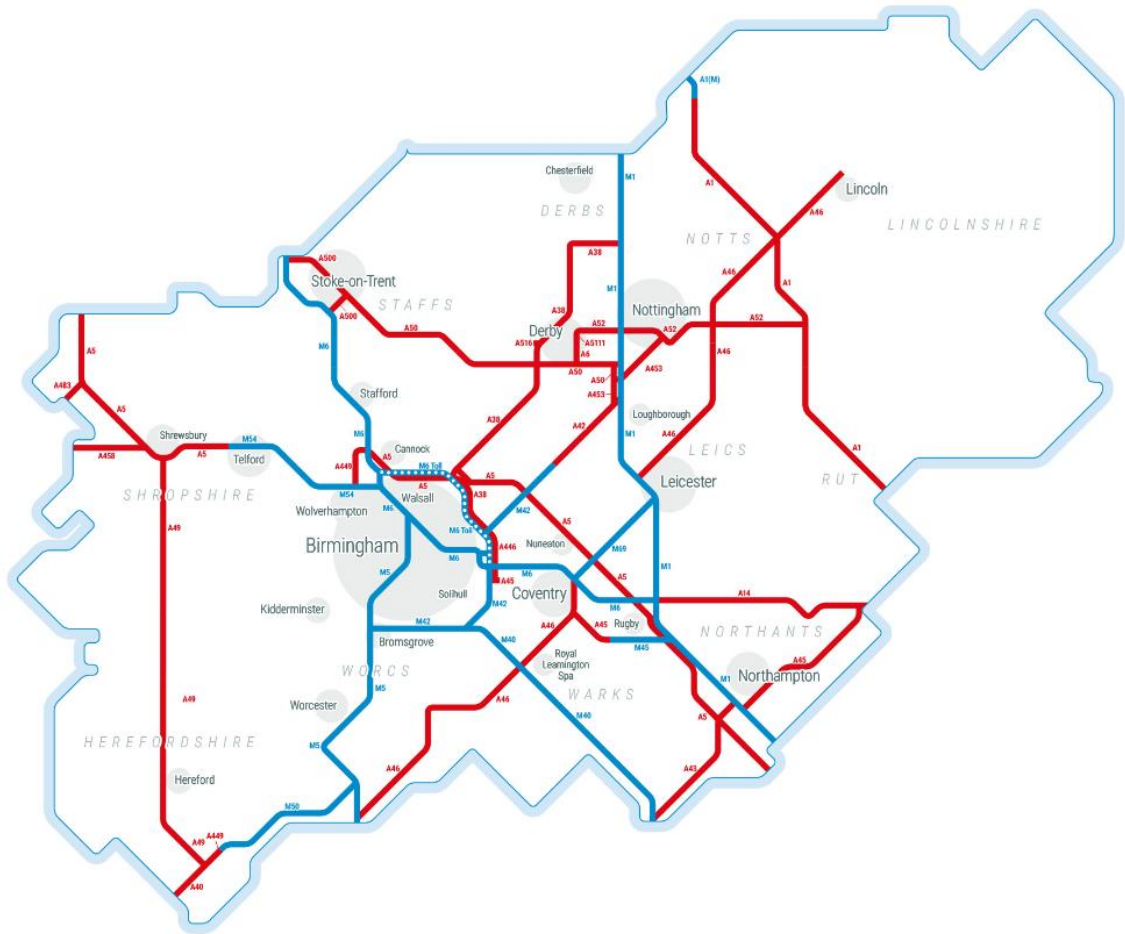 A1(M)
Chesterfield
M1
DERBS
A1
Lincoln
A46
NOTTS
LINCOLNSHIRE
A38
A500
Stoke-on-Trent
A46
A1
M1
STAFFS
A500
A38
Nottingham
A5
M6
A50
Derby
A52
A52
A52
A516
A5111
A6
A46
A50
A453
A50
A483
Stafford
A453
A5
Loughborough
A38
A42
A46
Shrewsbury
M54
M6
Cannock
M1
LEICS
A1
A458
A5
Telford
A5
A449
M6 Toll
A5
RUT
SHROPSHIRE
M54
A5
A38
Leicester
Walsall
M42
Wolverhampton
M6
A49
M6 Toll
A5
Birmingham
A446
Nuneaton
M69
M6
M5
M6
M1
A45
A5
Solihull
Coventry
A14
M42
M6
Kidderminster
A46
A45
Rugby
M42
NORTHANTS
Bromsgrove
M40
M45
Royal
Leamington
Spa
A45
WORCS
M5
Northampton
M1
A49
A46
WARKS
Worcester
M40
A5
HEREFORDSHIRE
M5
A46
A43
Hereford
M50
A449
A49
A40